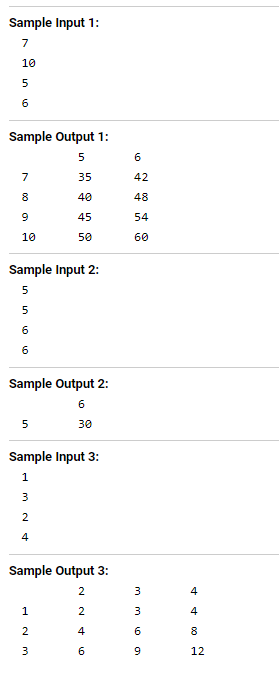 Sample Input 1:
7
10
5
6
Sample Output 1:
5 6
7 35 42
8 40 48
9 45 54
10 50 60
Sample Input 2:
5
5
6
6
Sample Output 2:
6
5 30
Sample Input 3:
1
3
2
4
Sample Output 3:
2 3 4
1 2 3 4
2 4 6 8
3 6 9 12